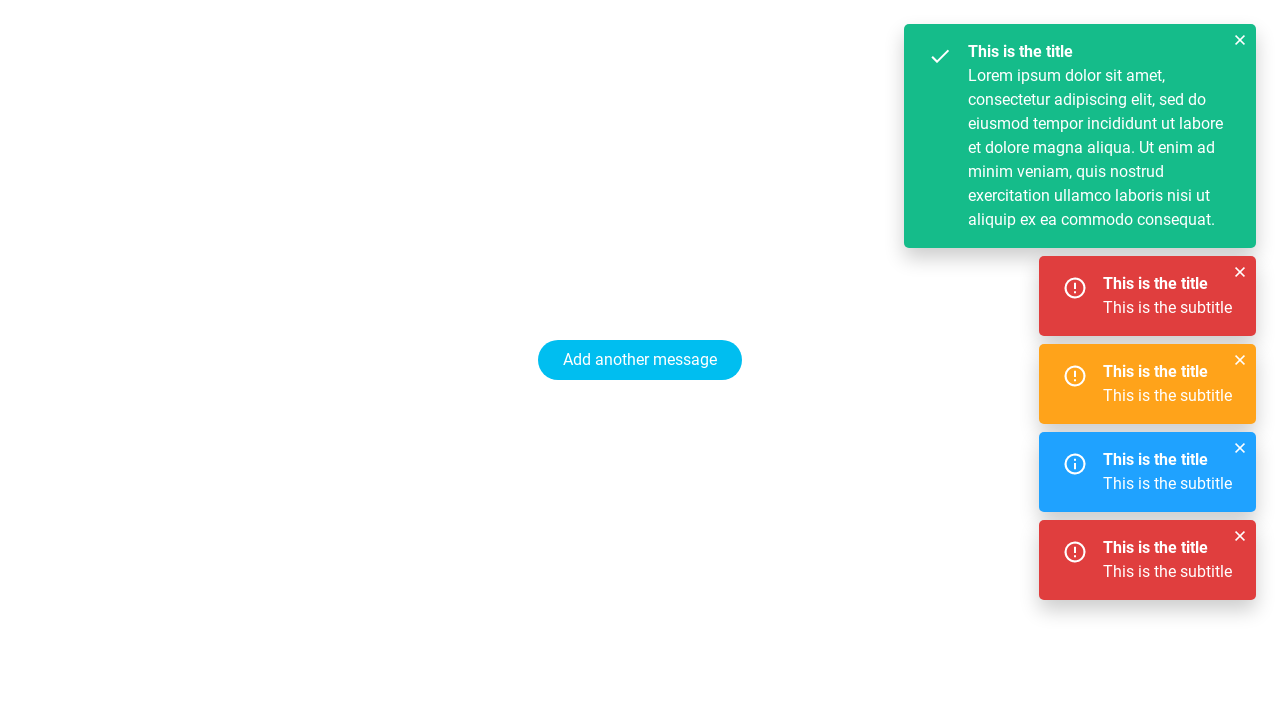 This is the title
Lorem ipsum dolor sit amet,
consectetur adipiscing elit, sed do
eiusmod tempor incididunt ut labore
et dolore magna aliqua. Ut enim ad
minim veniam, quis nostrud
exercitation ullamco laboris nisi ut
aliquip ex ea commodo consequat.
This is the title
This is the subtitle
Add another message
This is the title
This is the subtitle
This is the title
This is the subtitle
This is the title
This is the subtitle